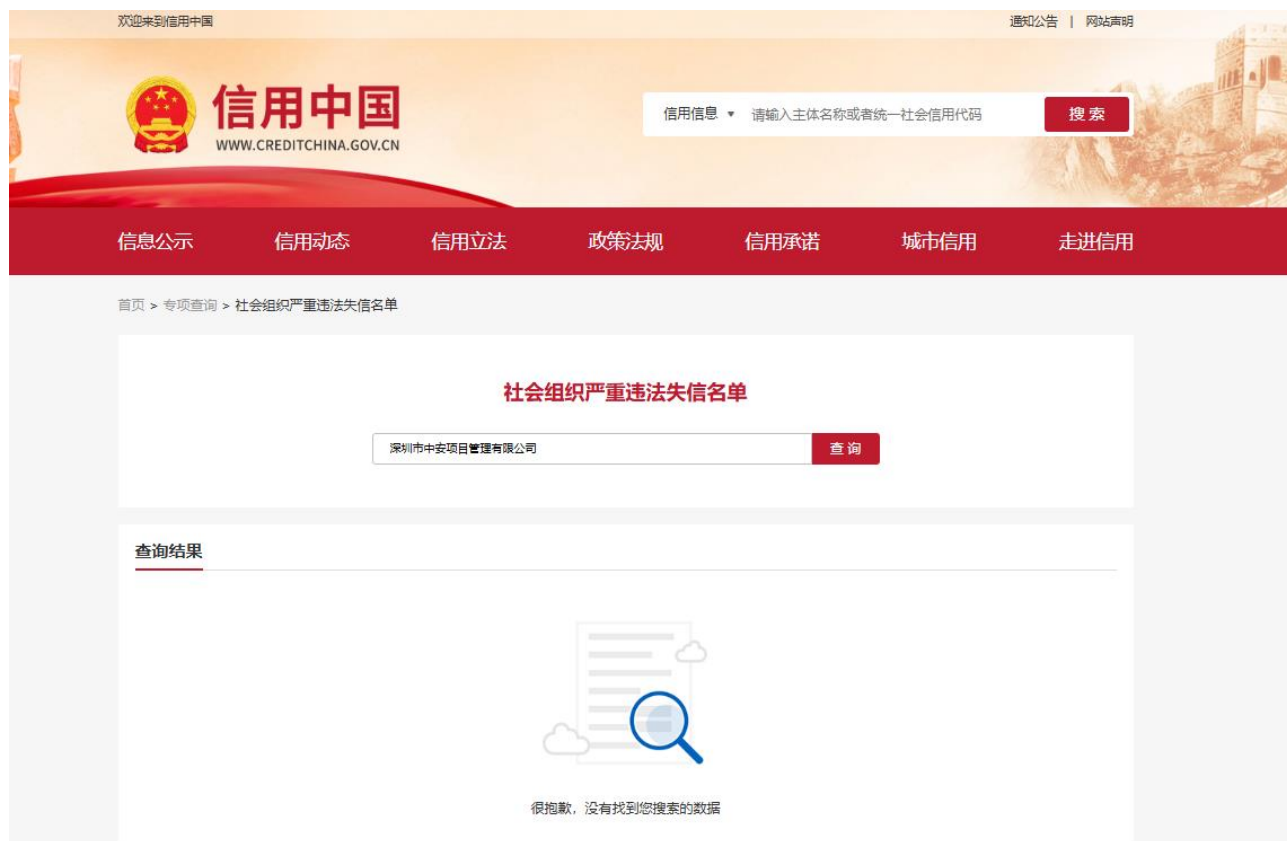 欢迎来到信用中国
通知公告 | 网站声明
信用中国
WWW.CREDITCHINA.GOV.CN
信用信息 ▼ 请输入主体名称或者统一社会信用代码 搜索
信息公示 信用动态 信用立法 政策法规 信用承诺 城市信用 走进信用
首页 > 专项查询 > 社会组织严重违法失信名单
社会组织严重违法失信名单
深圳市中安项目管理有限公司 查询
查询结果
很抱歉，没有找到您搜索的数据